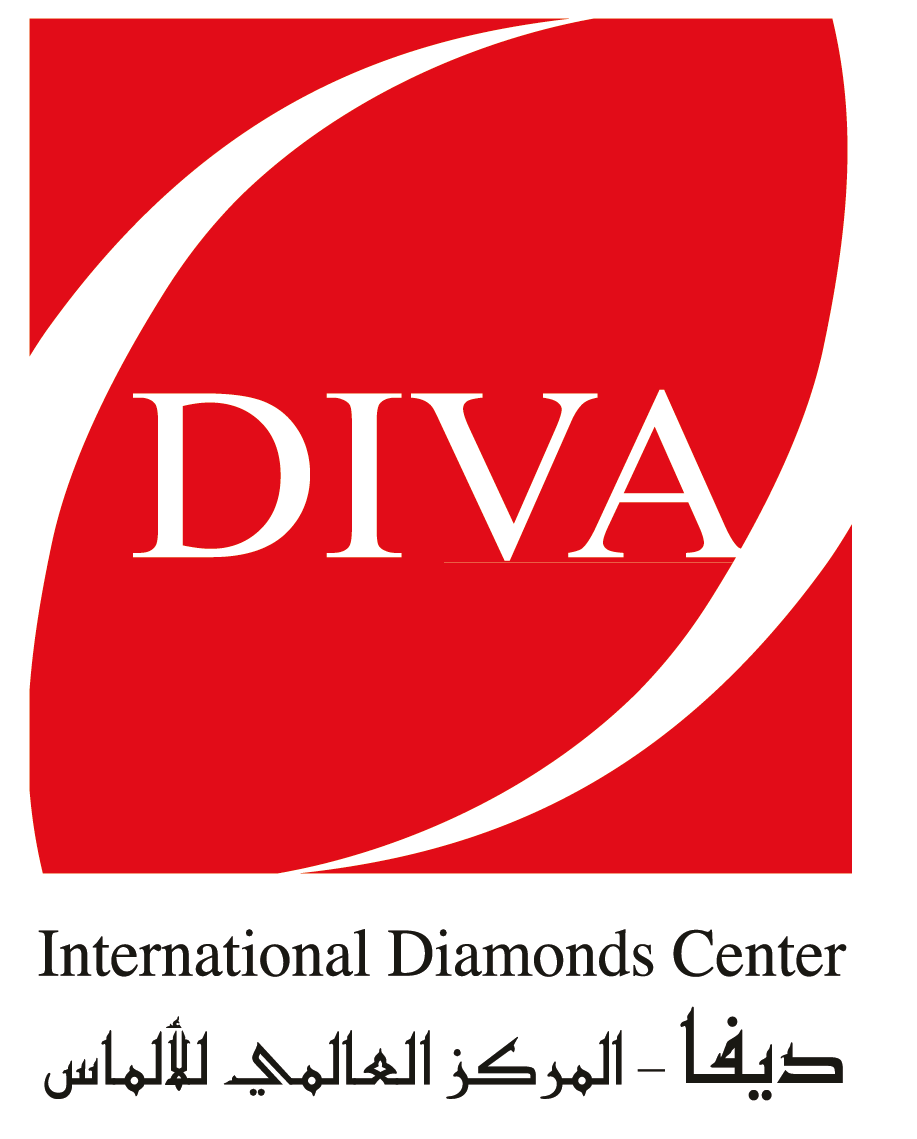 DIVA
International Diamonds Center
ديفا - المركز العالمي للألماس